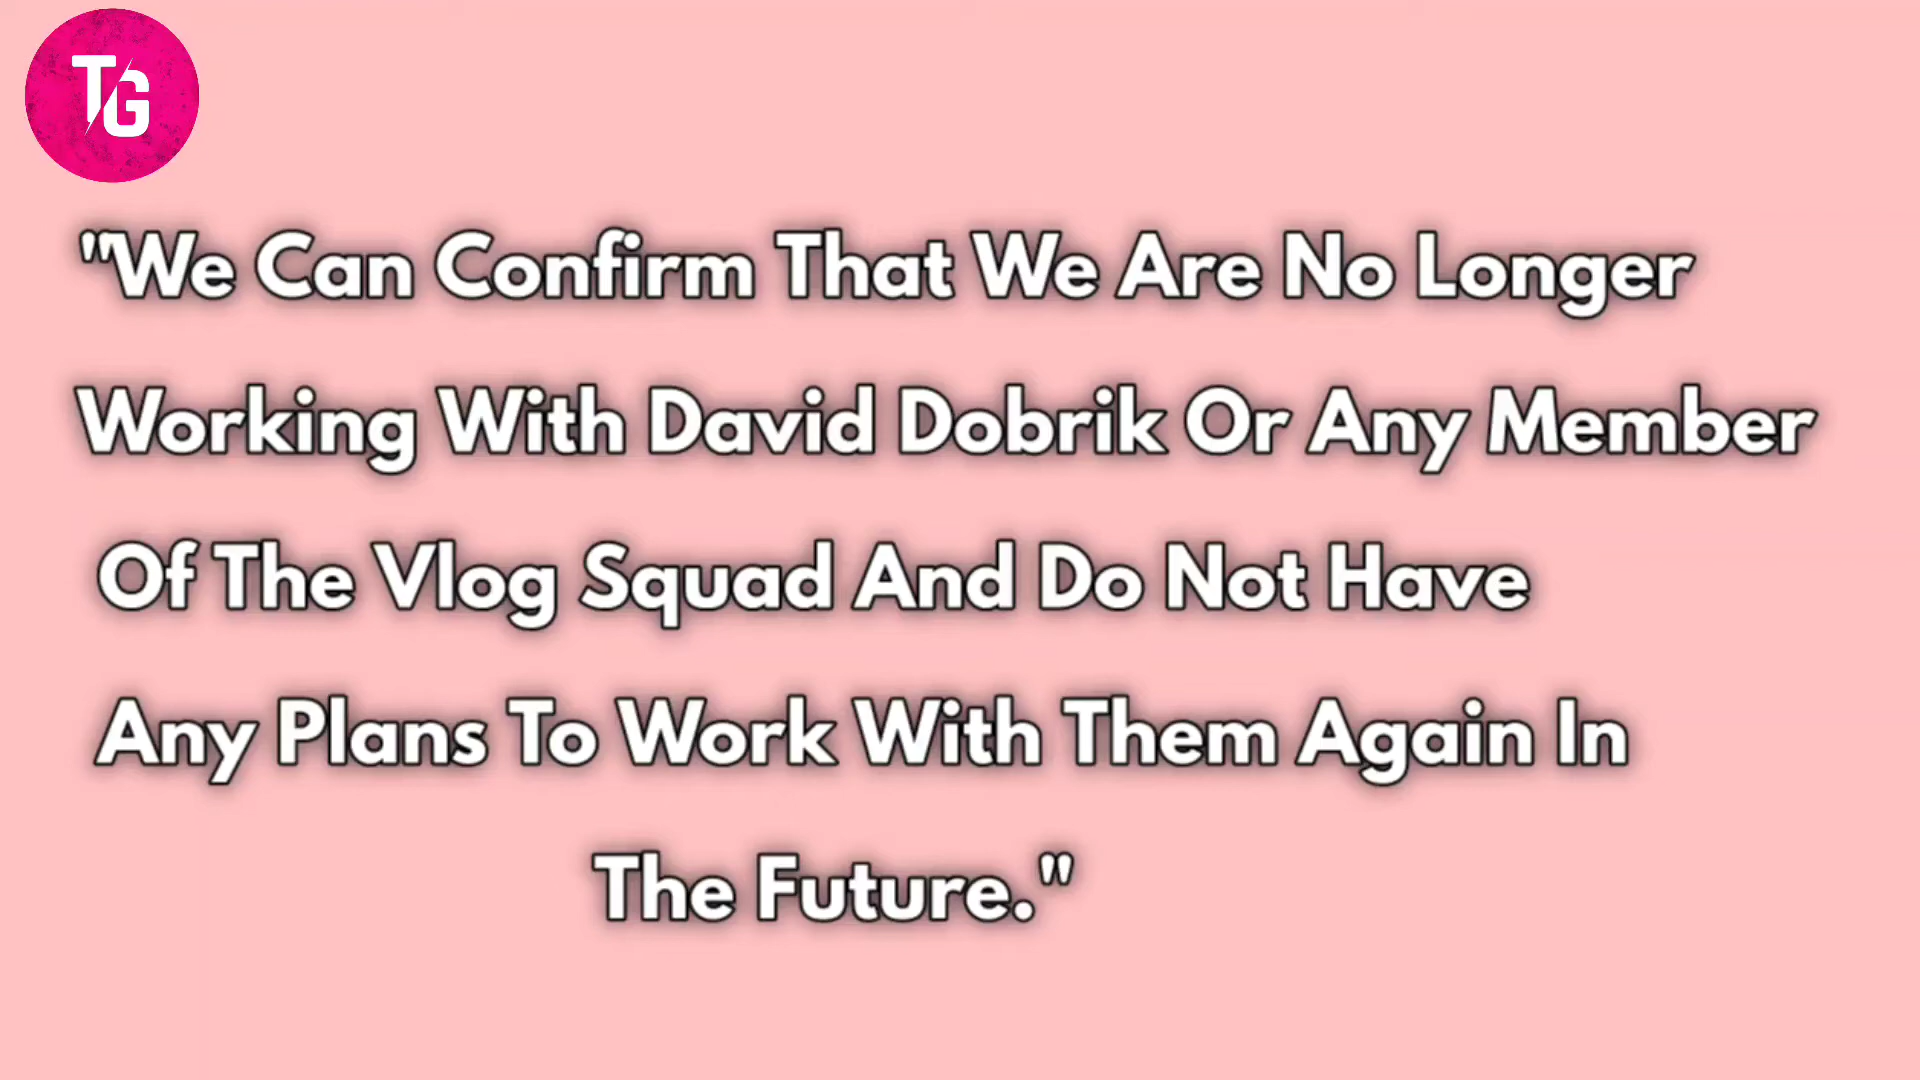 TG
"We Can Confirm That We Are No Longer
Working With David Dobrik Or Any Member
Of The Vlog Squad And Do Not Have
Any Plans To Work With Them Again In
The Future."